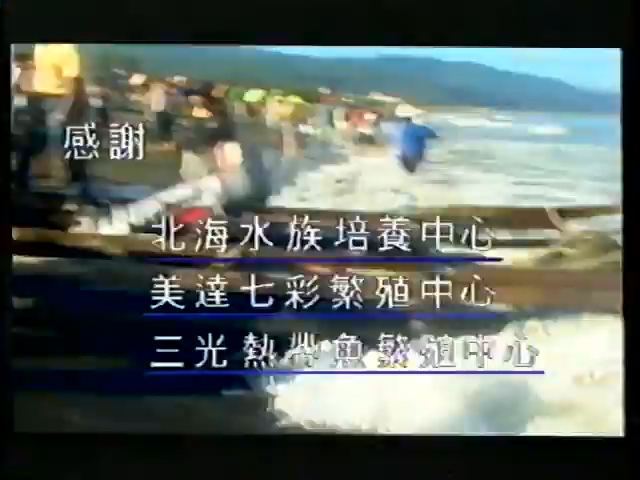 感謝
北海水族培養中心
美達七彩繁殖中心
三光熱帶魚繁殖中心